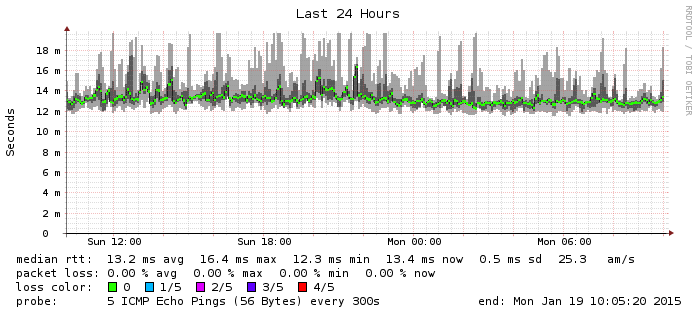 Last 24 Hours
RRDTOOL / TOBI OETIKER
Seconds
18 m
16 m
14 m
12 m
10 m
8 m
6 m
4 m
2 m
0
Sun 12:00 Sun 18:00 Mon 00:00 Mon 06:00
median rtt: 13.2 ms avg 16.4 ms max 12.3 ms min 13.4 ms now 0.5 ms sd 25.3 am/s
packet loss: 0.00 % avg 0.00 % max 0.00 % min 0.00 % now
loss color: 0 1/5 2/5 3/5 4/5
probe: 5 ICMP Echo Pings (56 Bytes) every 300s end: Mon Jan 19 10:05:20 2015